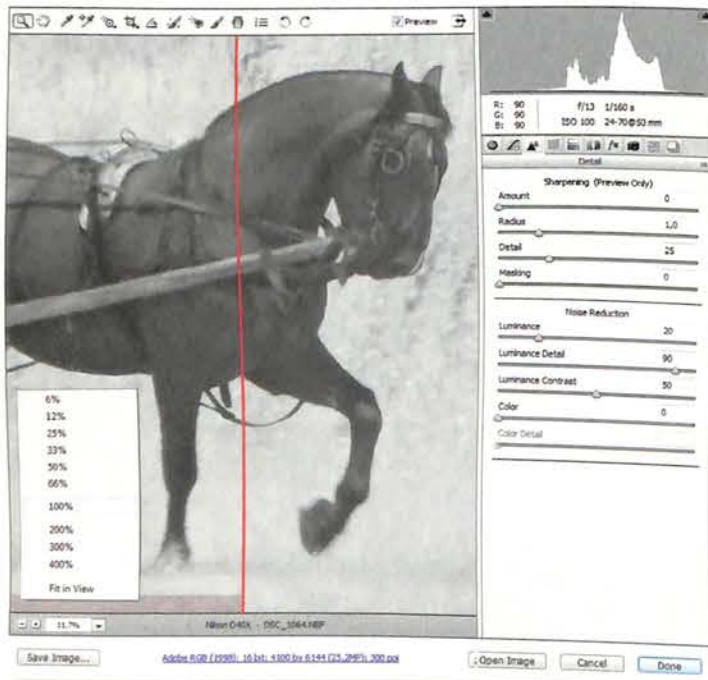 Preview
R: 90
G: 90
B: 90
f/13 1/160 s
ISO 100 24-70@50 mm
Detail
Sharpening (Preview Only)
Amount 0
Radius 1,0
Detail 25
Masking 0
Noise Reduction
Luminance 20
Luminance Detail 90
Luminance Contrast 50
Color 0
Color Detail
6%
12%
25%
33%
50%
66%
100%
200%
300%
400%
Fit in View
11.7%
Nikon D40X - DSC_1064.NEF
Save Image...
Adobe RGB (1998); 16 bit; 4100 by 6144 (25.2MP); 300 ppi
Open Image
Cancel
Done